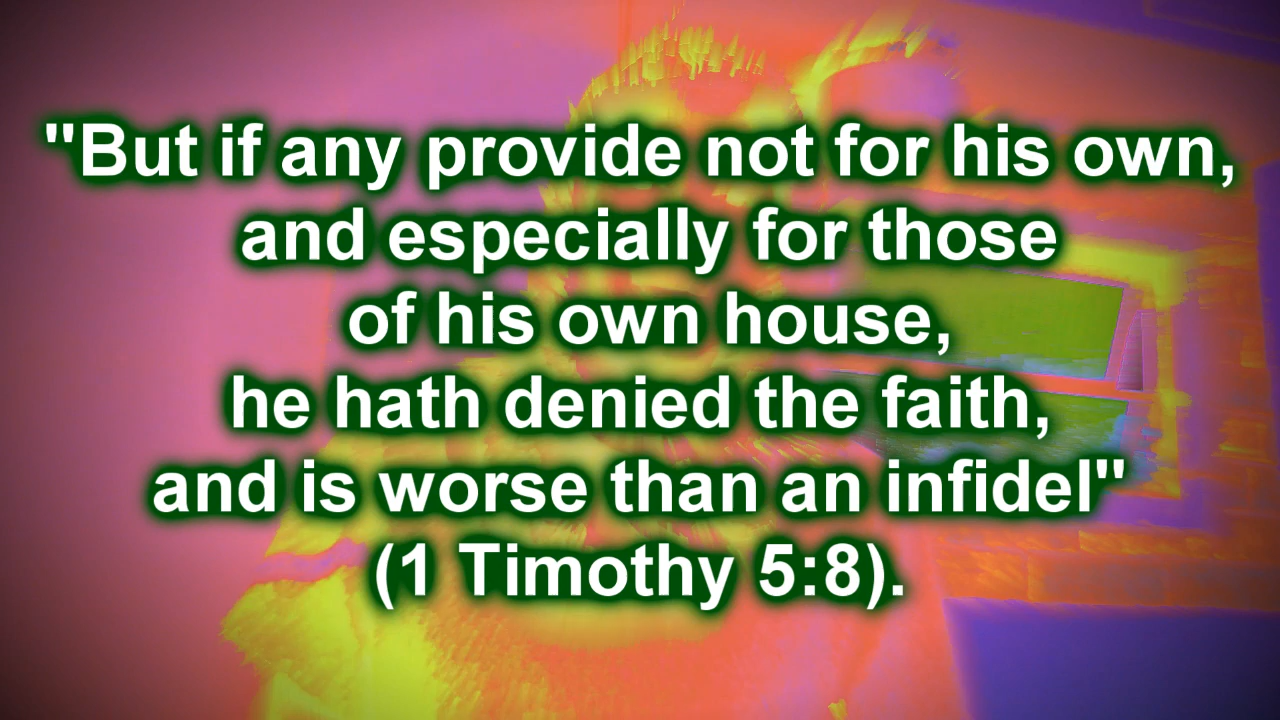 "But if any provide not for his own,
and especially for those
of his own house,
he hath denied the faith,
and is worse than an infidel"
(1 Timothy 5:8).